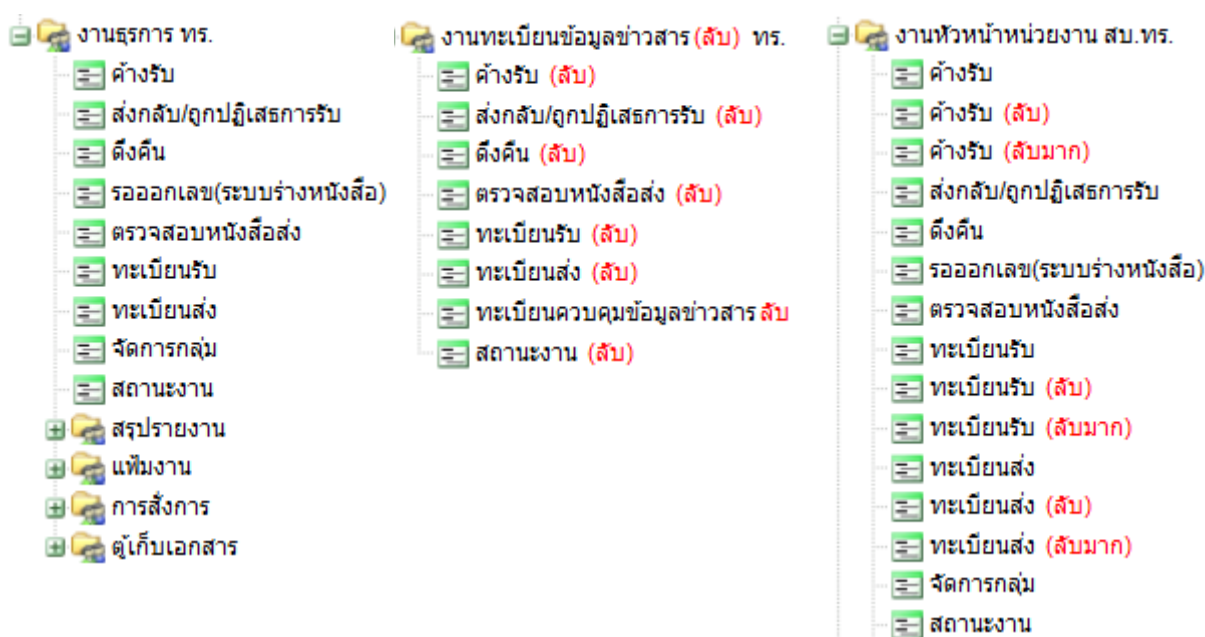 งานธุรการ ทร.
ค้างรับ
ส่งกลับ/ถูกปฏิเสธการรับ
ดึงคืน
รอออกเลข(ระบบร่างหนังสือ)
ตรวจสอบหนังสือส่ง
ทะเบียนรับ
ทะเบียนส่ง
จัดการกลุ่ม
สถานะงาน
สรุปรายงาน
แฟ้มงาน
การสั่งการ
ตู้เก็บเอกสาร
งานทะเบียนข้อมูลข่าวสาร (ลับ) ทร.
ค้างรับ (ลับ)
ส่งกลับ/ถูกปฏิเสธการรับ (ลับ)
ดึงคืน (ลับ)
ตรวจสอบหนังสือส่ง (ลับ)
ทะเบียนรับ (ลับ)
ทะเบียนส่ง (ลับ)
ทะเบียนควบคุมข้อมูลข่าวสาร ลับ
สถานะงาน (ลับ)
งานหัวหน้าหน่วยงาน สบ.ทร.
ค้างรับ
ค้างรับ (ลับ)
ค้างรับ (ลับมาก)
ส่งกลับ/ถูกปฏิเสธการรับ
ดึงคืน
รอออกเลข(ระบบร่างหนังสือ)
ตรวจสอบหนังสือส่ง
ทะเบียนรับ
ทะเบียนรับ (ลับ)
ทะเบียนรับ (ลับมาก)
ทะเบียนส่ง
ทะเบียนส่ง (ลับ)
ทะเบียนส่ง (ลับมาก)
จัดการกลุ่ม
สถานะงาน